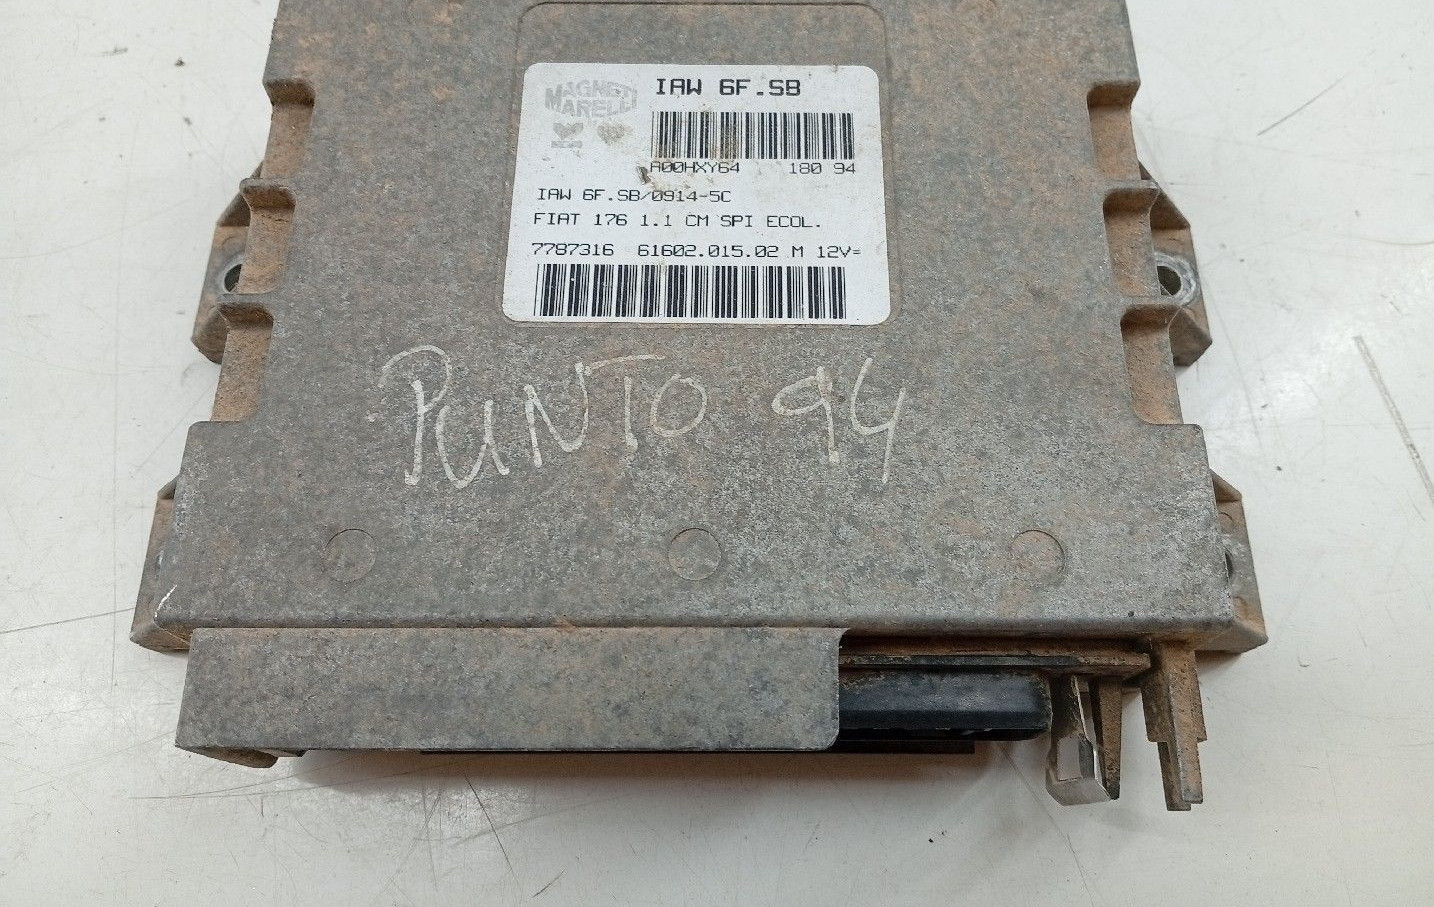 MAGNETI
MARELLI
IAW 6F.SB
A00HXY64 180 94
IAW 6F.SB/0914-5C
FIAT 176 1.1 CM SPI ECOL.
7787316 61602.015.02 M 12V=
PUNTO 94